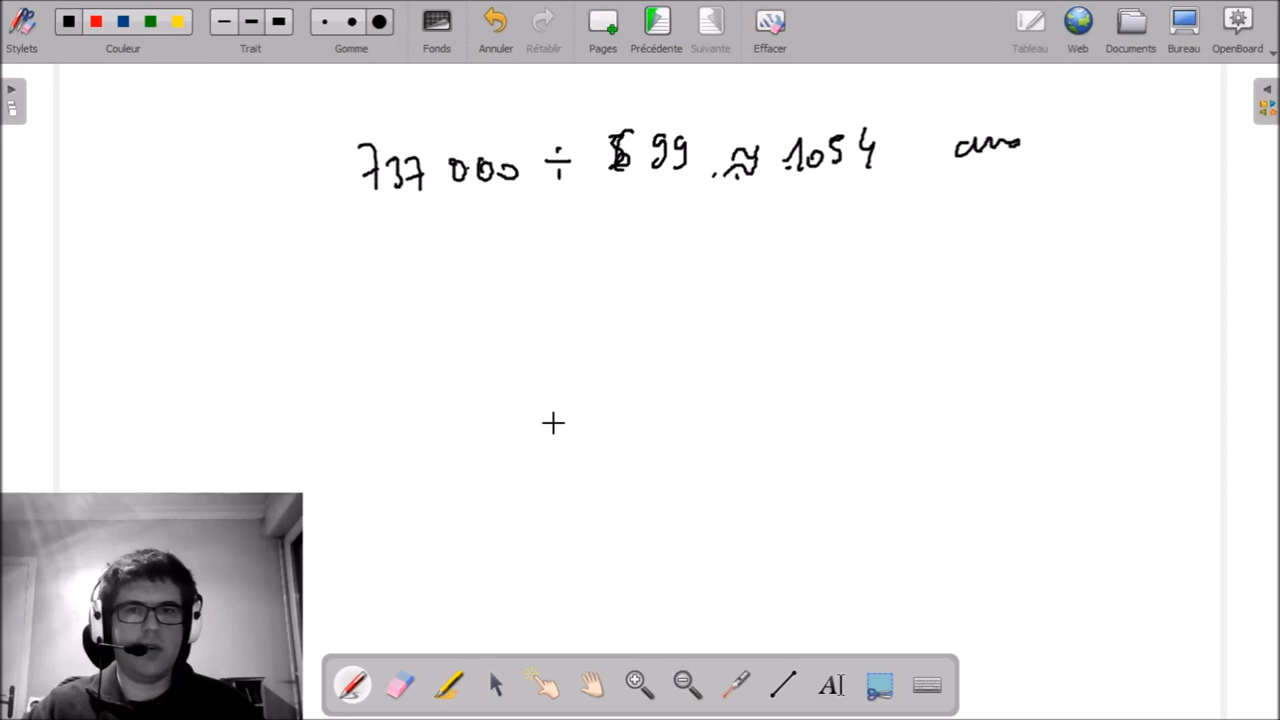 Stylets Couleur Trait Gomme Fonds Annuler Rétablir Pages Précédente Suivante Effacer Tableau Web Documents Bureau OpenBoard
737 000 ÷ 699 ≈ 1054 ans
AI